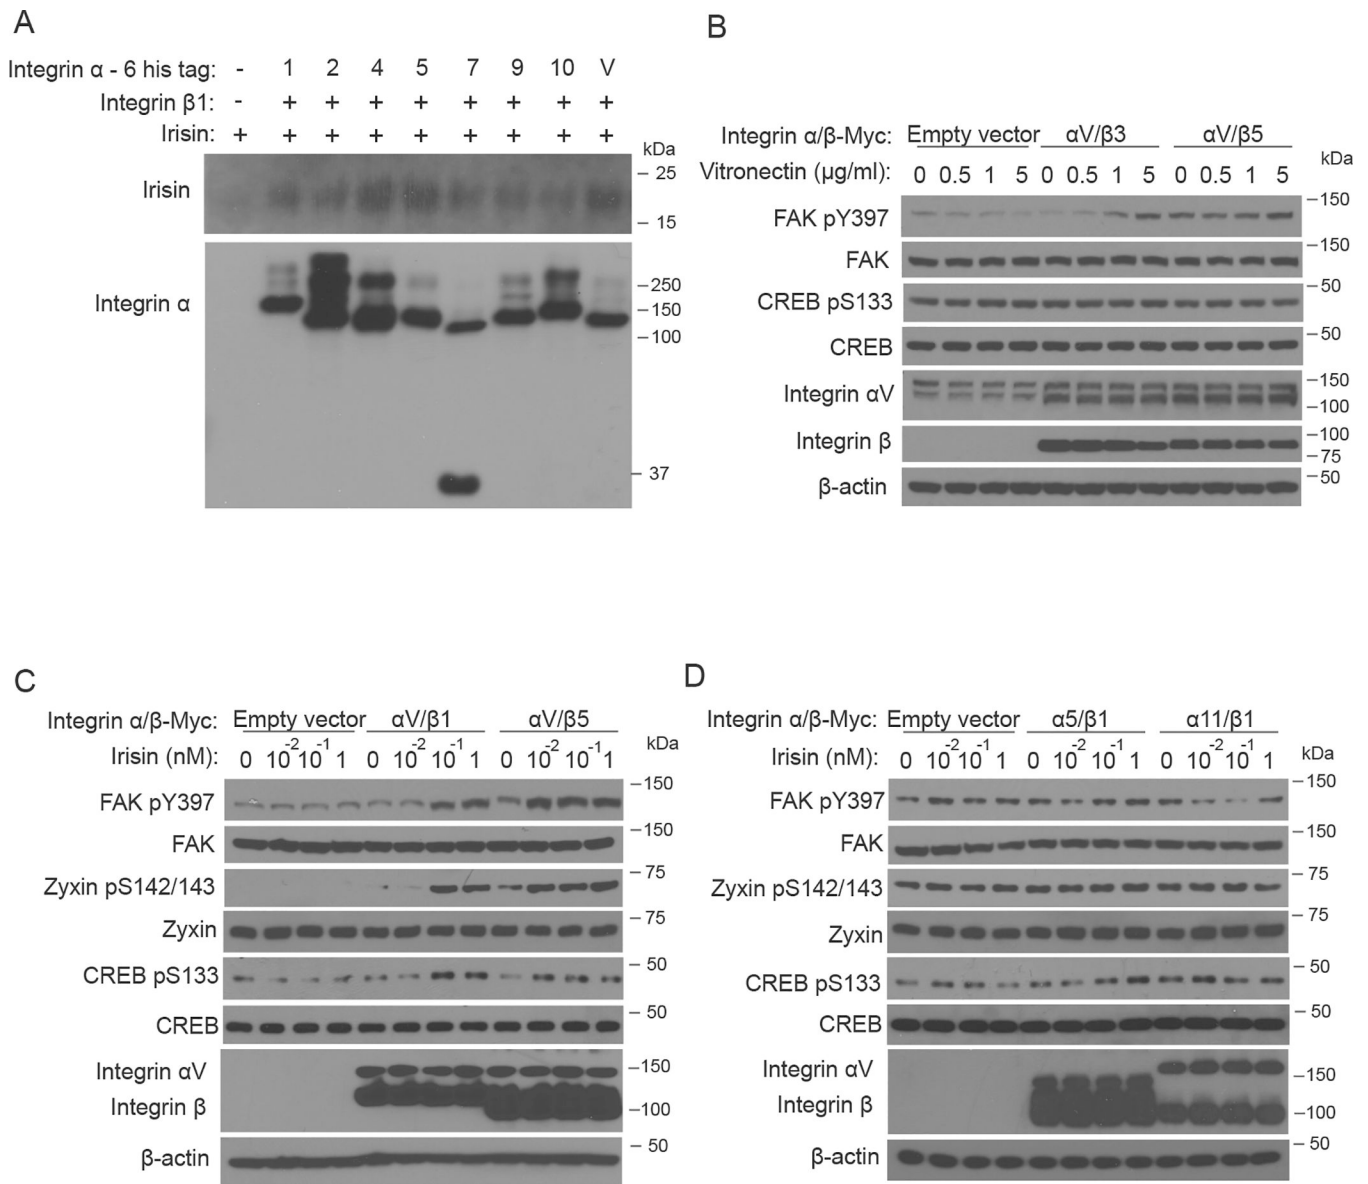 A
Integrin α - 6 his tag: - 1 2 4 5 7 9 10 V
Integrin β1: - + + + + + + + +
Irisin: + + + + + + + + +
kDa
Irisin
25
15
Integrin α
250
150
100
37
B
Integrin α/β-Myc: Empty vector αV/β3 αV/β5
Vitronectin (µg/ml): 0 0.5 1 5 0 0.5 1 5 0 0.5 1 5
kDa
FAK pY397 150
FAK 150
CREB pS133 50
CREB 50
Integrin αV 150
100
Integrin β 100
75
β-actin 50
C
Integrin α/β-Myc: Empty vector αV/β1 αV/β5
Irisin (nM): 0 10-2 10-1 1 0 10-2 10-1 1 0 10-2 10-1 1
kDa
FAK pY397 150
FAK 150
Zyxin pS142/143 75
Zyxin 75
CREB pS133 50
CREB 50
Integrin αV 150
Integrin β 100
β-actin 50
D
Integrin α/β-Myc: Empty vector α5/β1 α11/β1
Irisin (nM): 0 10-2 10-1 1 0 10-2 10-1 1 0 10-2 10-1 1
kDa
FAK pY397 150
FAK 150
Zyxin pS142/143 75
Zyxin 75
CREB pS133 50
CREB 50
Integrin αV 150
Integrin β 100
β-actin 50